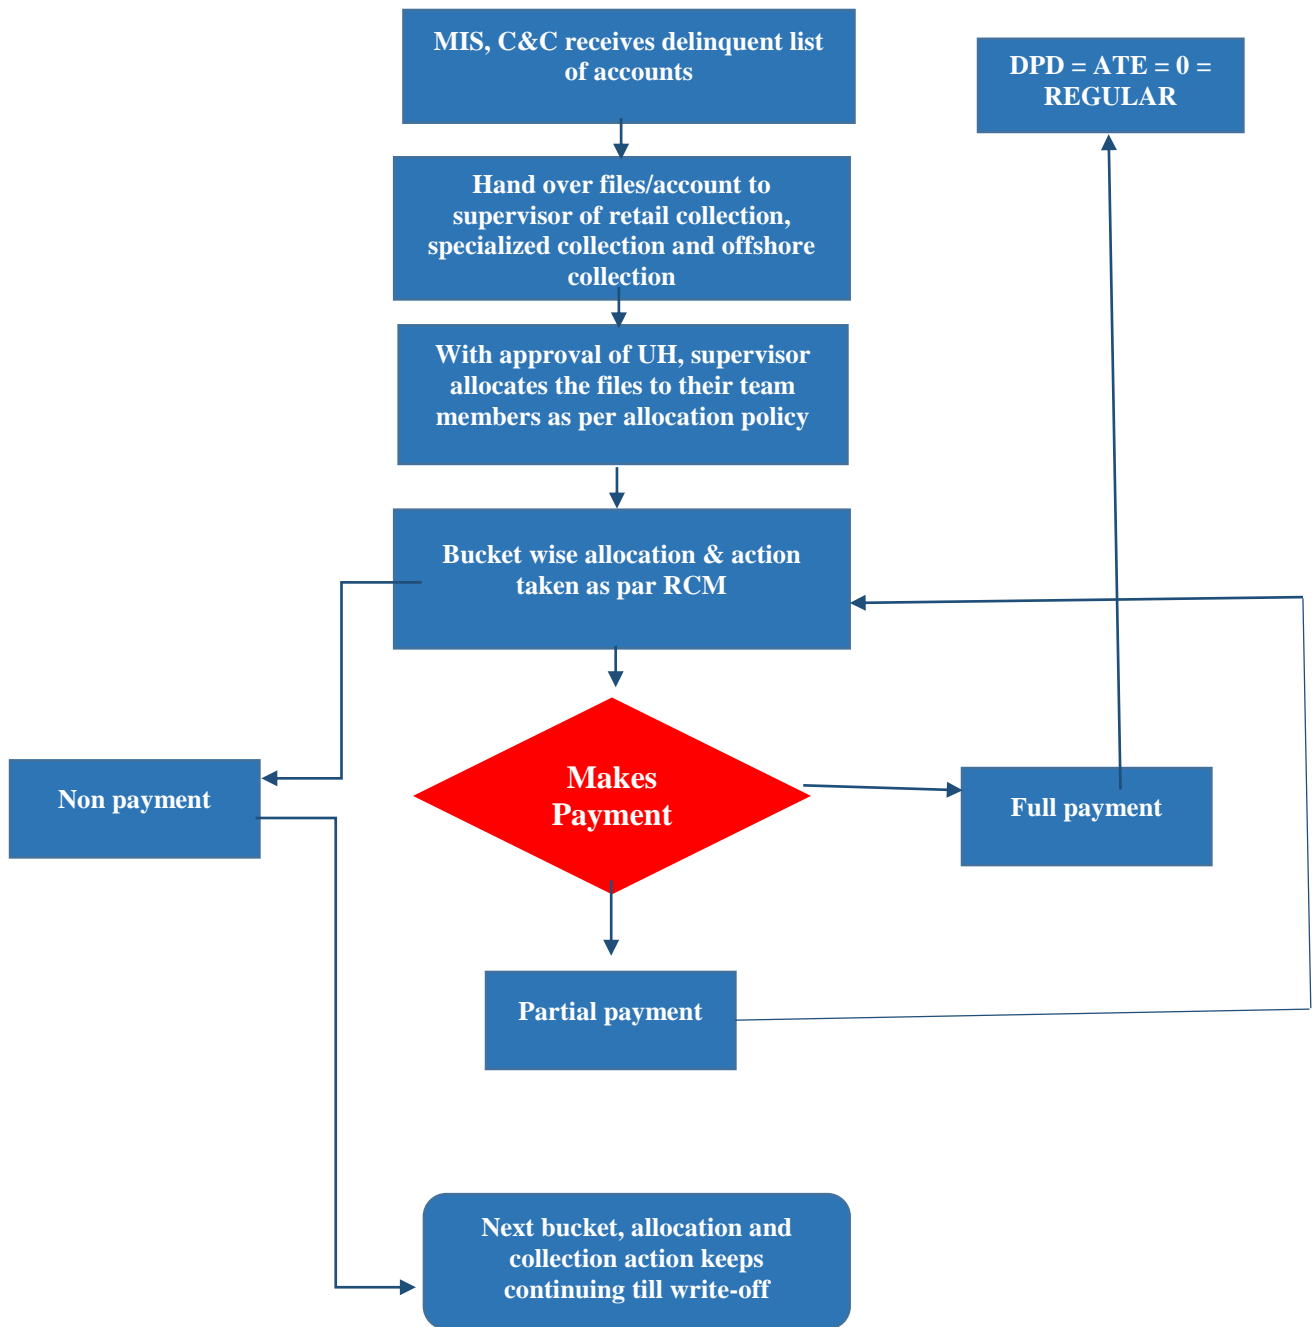 MIS, C&C receives delinquent list
of accounts
DPD = ATE = 0 =
REGULAR
Hand over files/account to
supervisor of retail collection,
specialized collection and offshore
collection
With approval of UH, supervisor
allocates the files to their team
members as per allocation policy
Bucket wise allocation & action
taken as par RCM
Non payment
Makes
Payment
Full payment
Partial payment
Next bucket, allocation and
collection action keeps
continuing till write-off